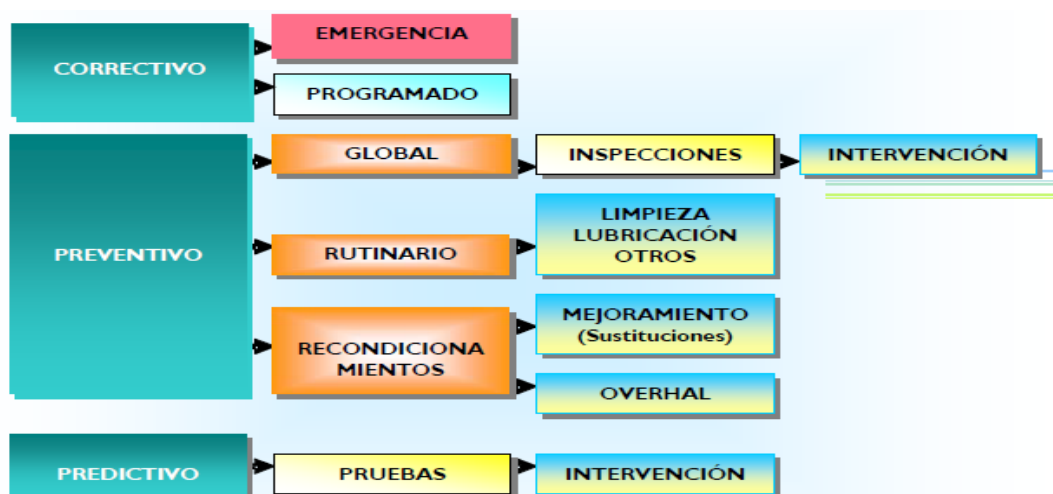 CORRECTIVO
EMERGENCIA
PROGRAMADO
PREVENTIVO
GLOBAL
INSPECCIONES
INTERVENCIÓN
RUTINARIO
LIMPIEZA
LUBRICACIÓN
OTROS
RECONDICIONA
MIENTOS
MEJORAMIENTO
(Sustituciones)
OVERHAL
PREDICTIVO
PRUEBAS
INTERVENCIÓN